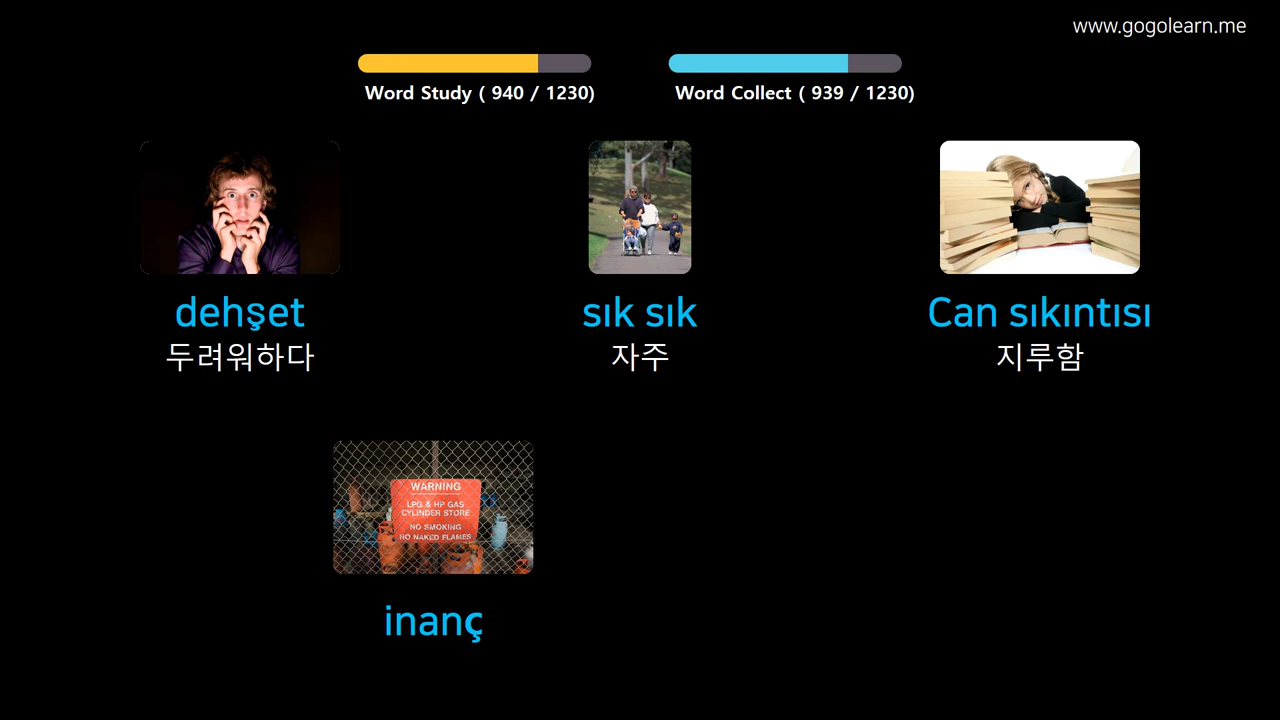 www.gogolearn.me
Word Study ( 940 / 1230)
Word Collect ( 939 / 1230)
dehşet
두려워하다
sık sık
자주
Can sıkıntısı
지루함
WARNING
LPG & HP GAS
CYLINDER STORE
NO SMOKING
NO NAKED FLAMES
inanç